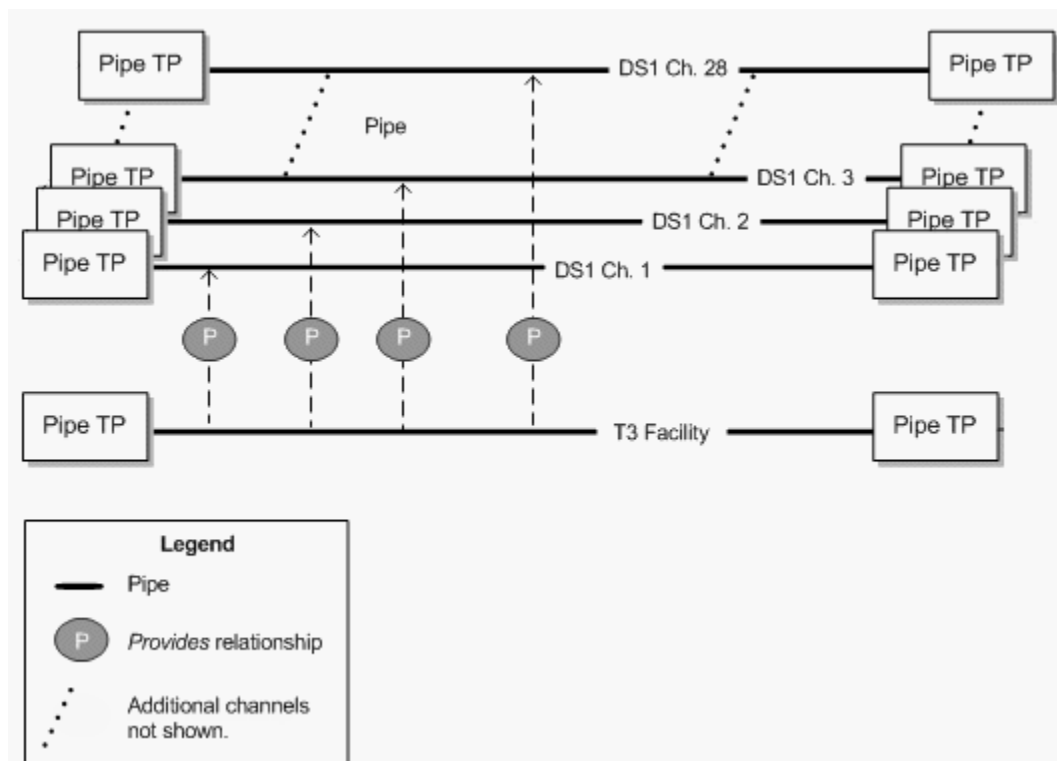 Pipe TP
DS1 Ch. 28
Pipe TP
Pipe
Pipe TP
DS1 Ch. 3
Pipe TP
Pipe TP
DS1 Ch. 2
Pipe TP
Pipe TP
DS1 Ch. 1
Pipe TP
P
P
P
P
Pipe TP
T3 Facility
Pipe TP
Legend
Pipe
P
Provides relationship
Additional channels
not shown.